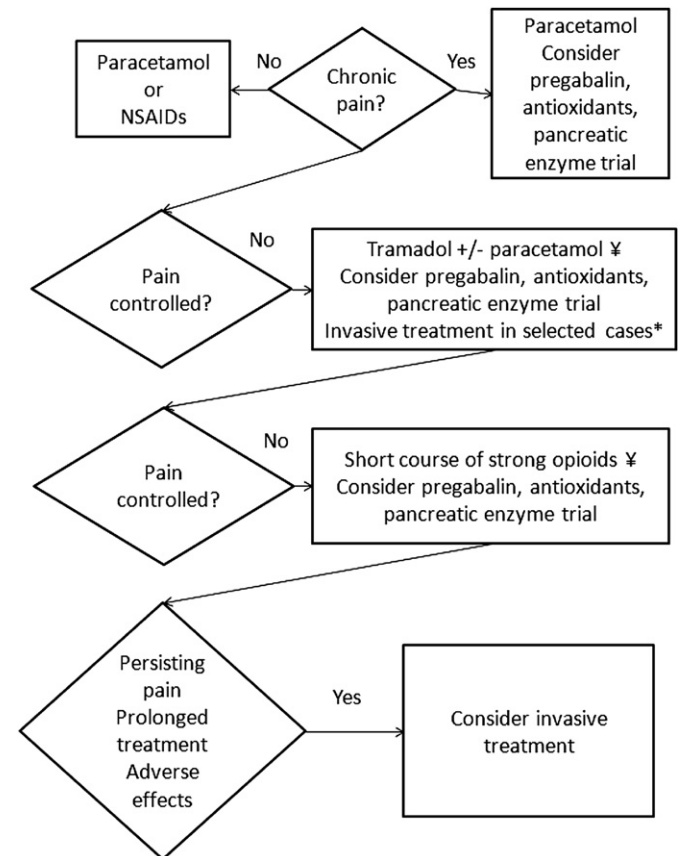 No
Paracetamol
or
NSAIDs
Chronic
pain?
Yes
Paracetamol
Consider
pregabalin,
antioxidants,
pancreatic
enzyme trial
Pain
controlled?
No
Tramadol +/- paracetamol ¥
Consider pregabalin, antioxidants,
pancreatic enzyme trial
Invasive treatment in selected cases*
Pain
controlled?
No
Short course of strong opioids ¥
Consider pregabalin, antioxidants,
pancreatic enzyme trial
Persisting
pain
Prolonged
treatment
Adverse
effects
Yes
Consider invasive
treatment